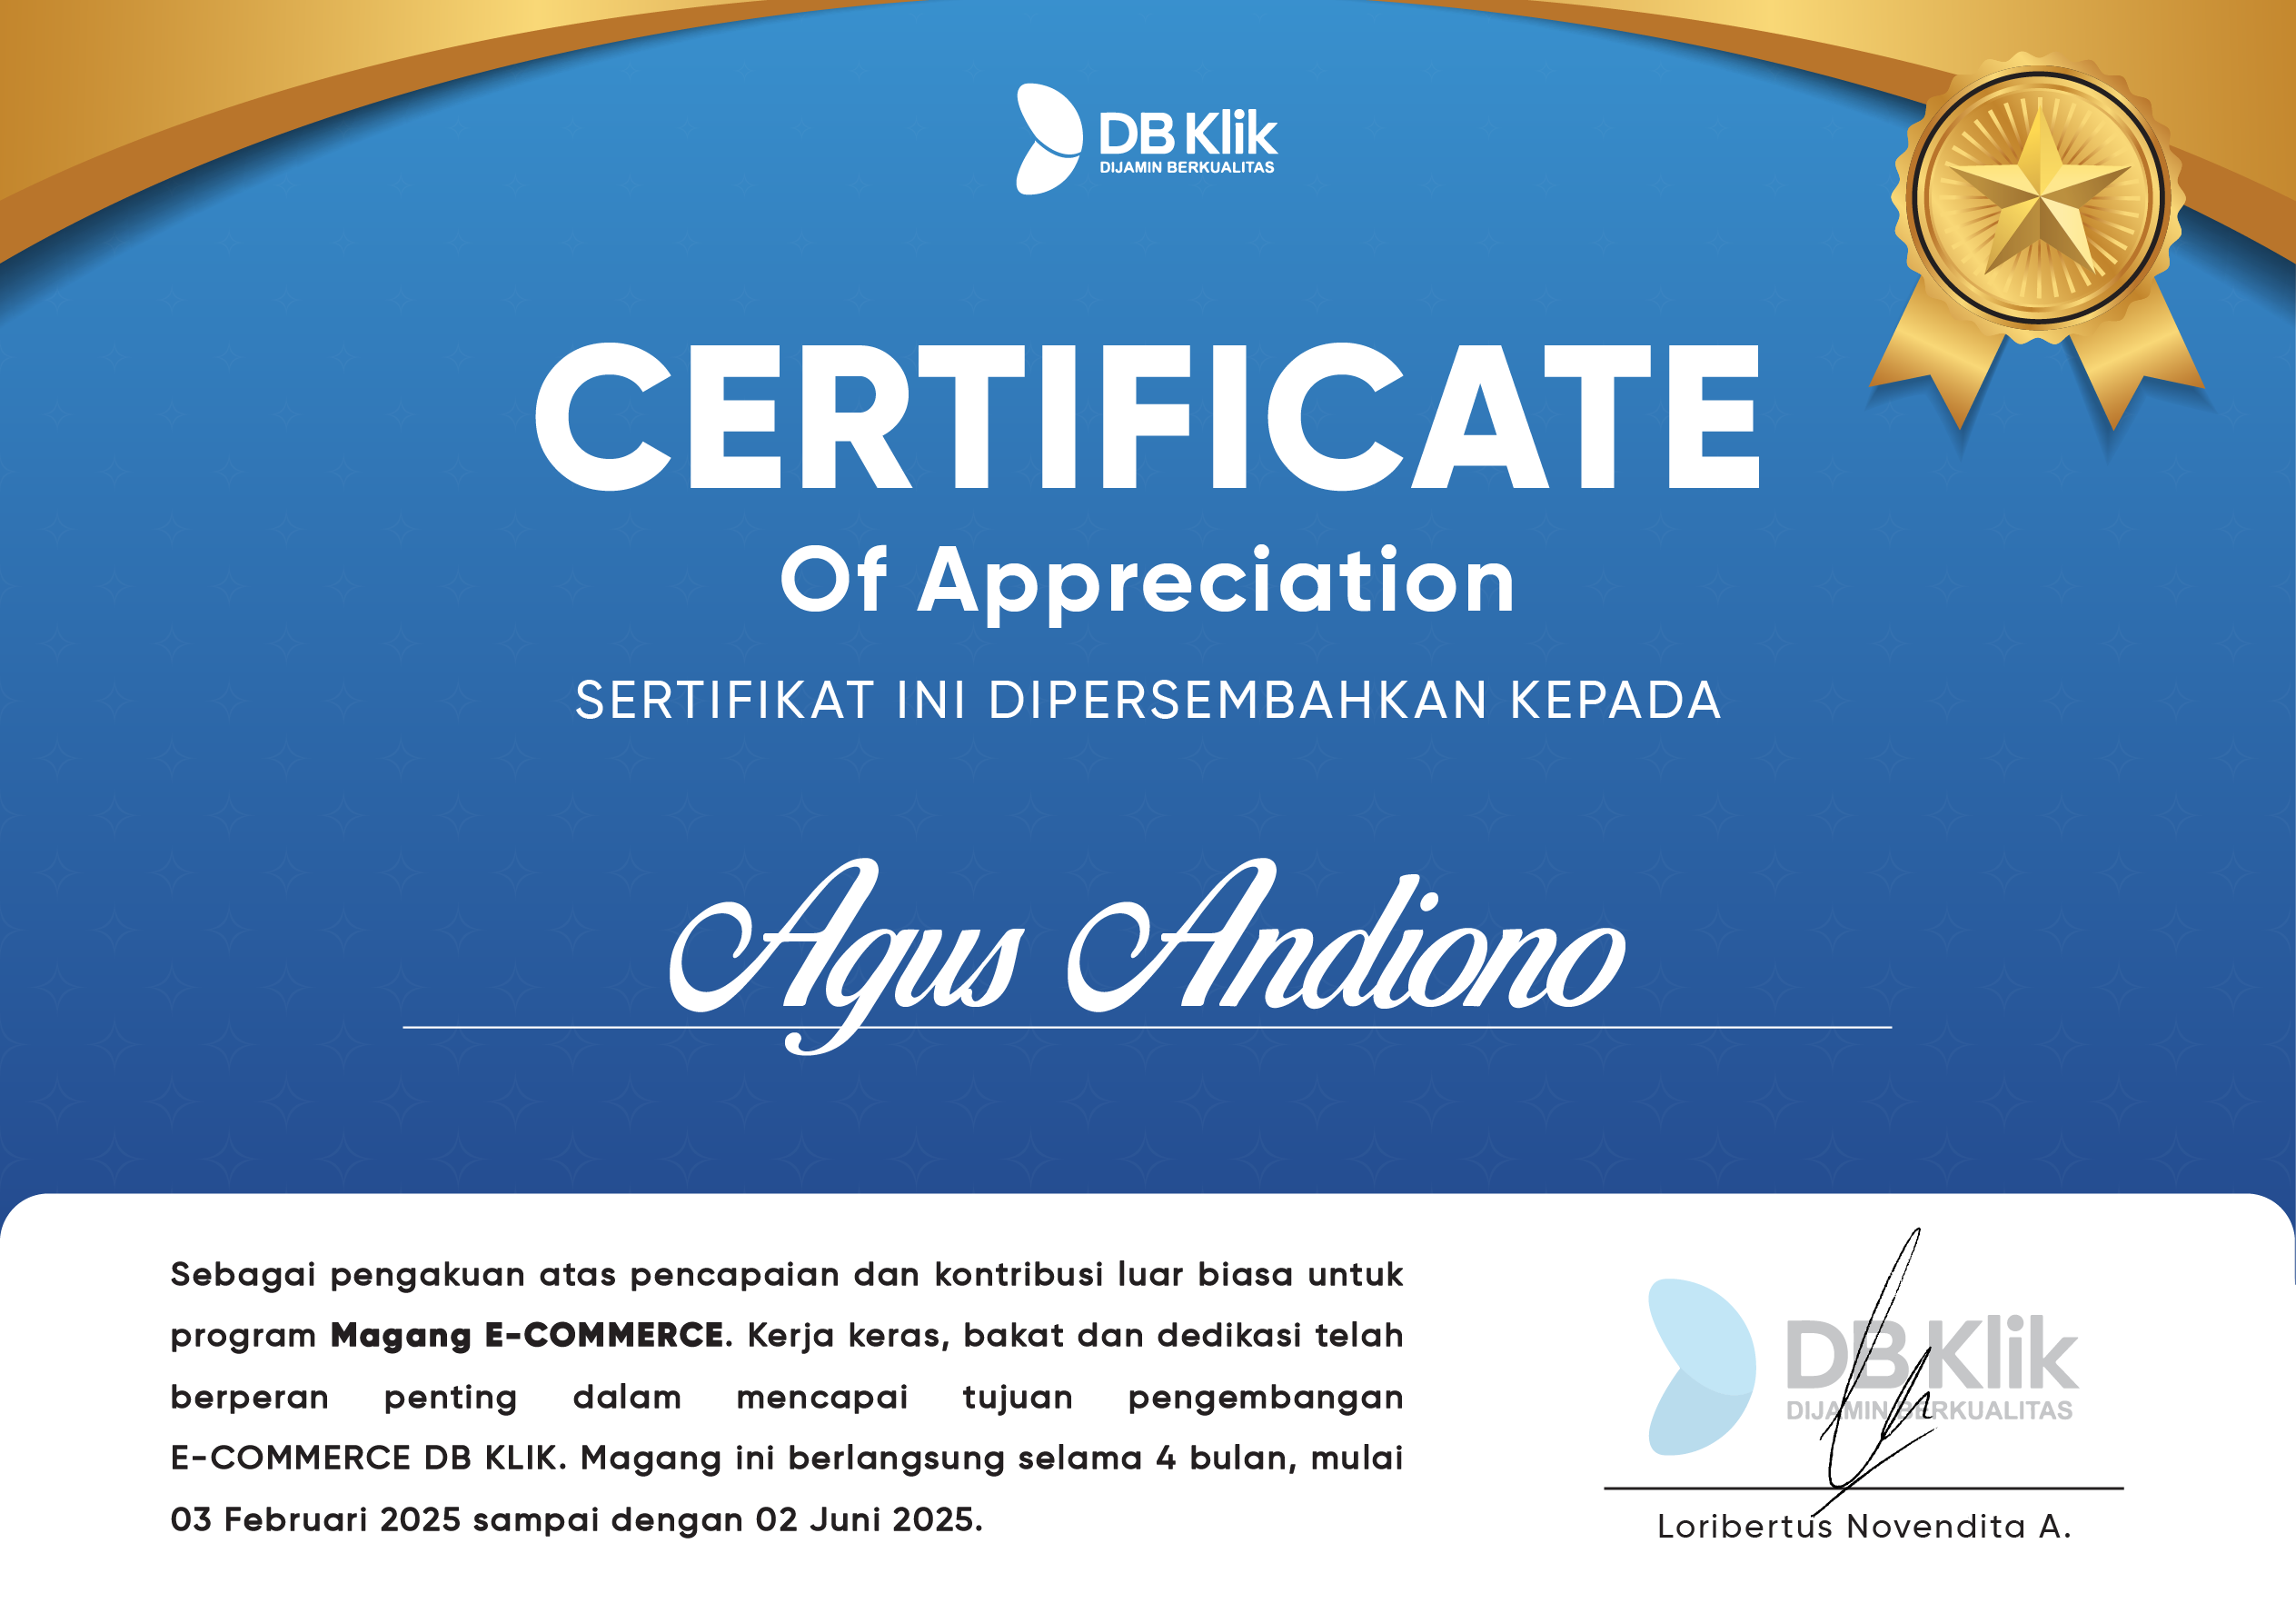 DB Klik
DIJAMIN BERKUALITAS
CERTIFICATE
Of Appreciation
SERTIFIKAT INI DIPERSEMBAHKAN KEPADA
Agus Andiono
Sebagai pengakuan atas pencapaian dan kontribusi luar biasa untuk
program Magang E-COMMERCE. Kerja keras, bakat dan dedikasi telah
berperan penting dalam mencapai tujuan pengembangan
E-COMMERCE DB KLIK. Magang ini berlangsung selama 4 bulan, mulai
03 Februari 2025 sampai dengan 02 Juni 2025.
DB Klik
DIJAMIN BERKUALITAS
Loribertus Novendita A.